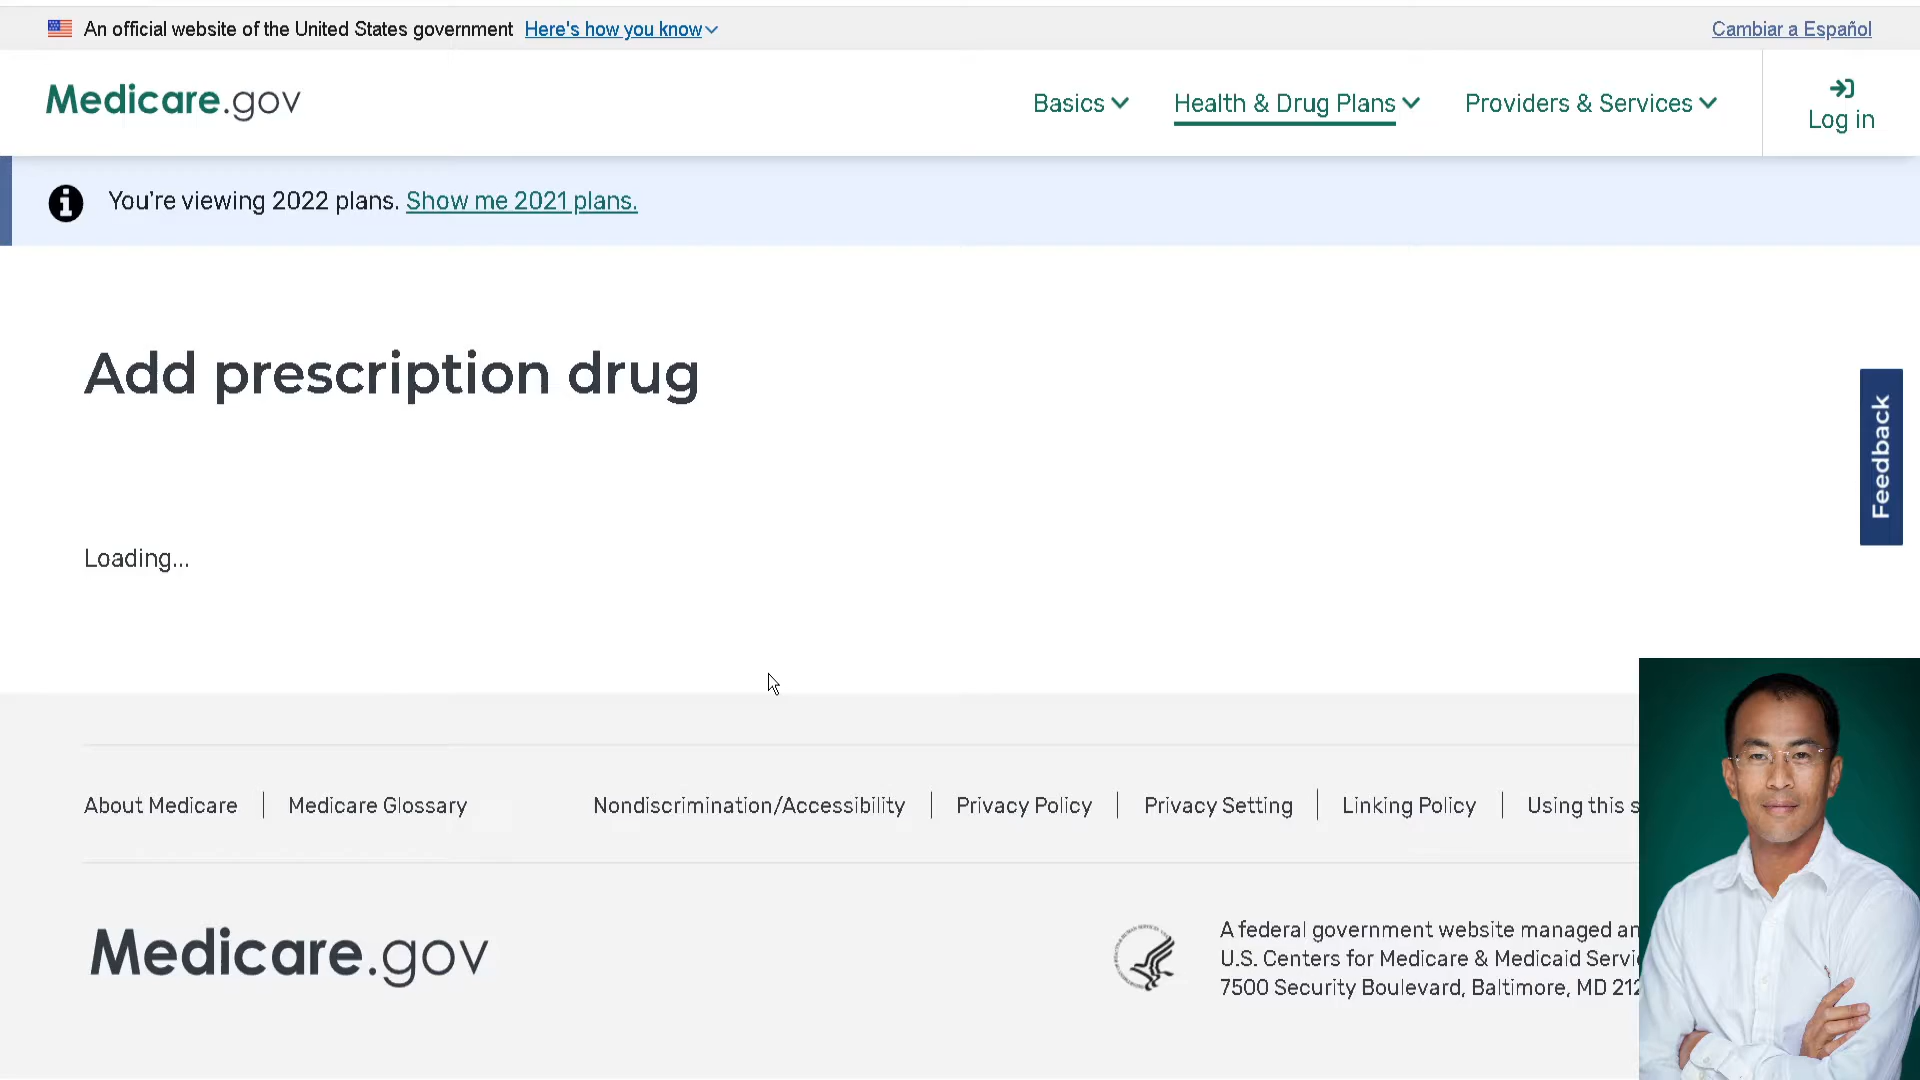 An official website of the United States government Here's how you know
Cambiar a Español
Medicare.gov
Basics
Health & Drug Plans
Providers & Services
Log in
You're viewing 2022 plans. Show me 2021 plans.
Add prescription drug
Feedback
Loading...
About Medicare
Medicare Glossary
Nondiscrimination/Accessibility
Privacy Policy
Privacy Setting
Linking Policy
Using this
Medicare.gov
A federal government website managed
U.S. Centers for Medicare & Medicaid
7500 Security Boulevard, Baltimore, MD